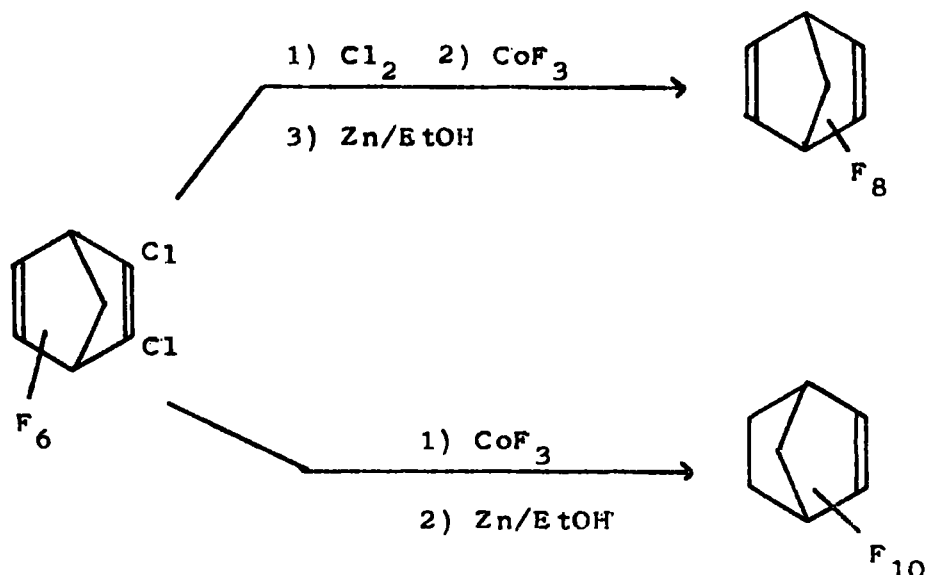 1) Cl₂ 2) CoF₃
3) Zn/EtOH
F₈
Cl
Cl
F₆
1) CoF₃
2) Zn/EtOH
F₁₀